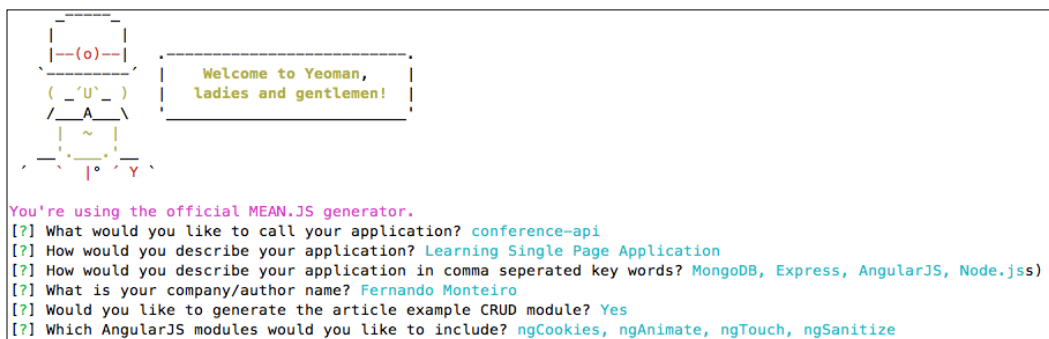 Welcome to Yeoman,
ladies and gentlemen!
You're using the official MEAN.JS generator.
[?] What would you like to call your application? conference-api
[?] How would you describe your application? Learning Single Page Application
[?] How would you describe your application in comma seperated key words? MongoDB, Express, AngularJS, Node.jss)
[?] What is your company/author name? Fernando Monteiro
[?] Would you like to generate the article example CRUD module? Yes
[?] Which AngularJS modules would you like to include? ngCookies, ngAnimate, ngTouch, ngSanitize